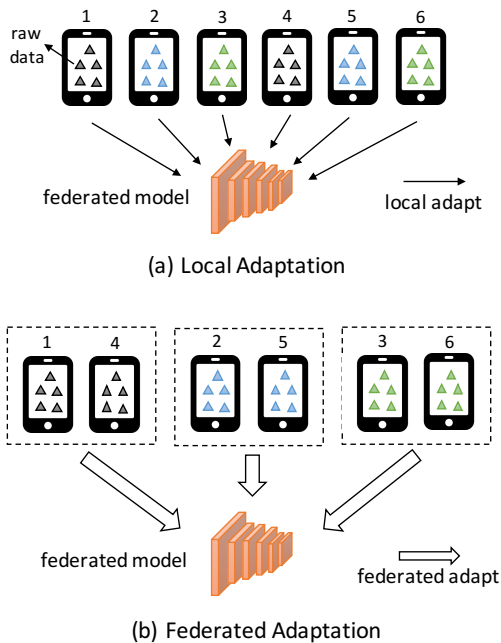 raw
data
1 2 3 4 5 6
federated model
local adapt
(a) Local Adaptation
1 4 2 5 3 6
federated model
federated adapt
(b) Federated Adaptation